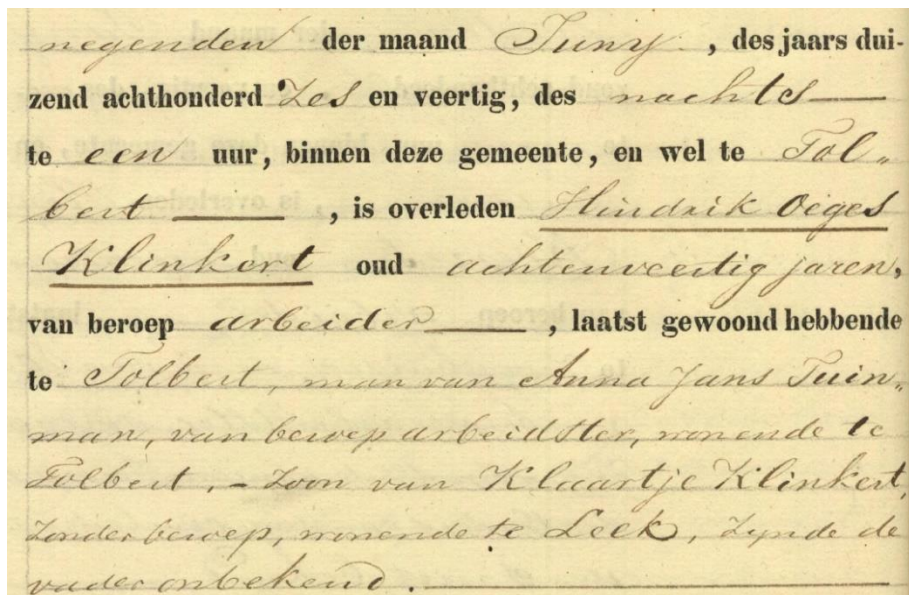 negenden der maand Juny, des jaars dui-
zend achthonderd Zes en veertig, des nachts
te een uur, binnen deze gemeente, en wel te Tol„
bert, is overleden Hindrik Oeges
Klinkert oud achtenveertig jaren,
van beroep arbeider, laatst gewoond hebbende
te Tolbert, man van Anna Jans Tuin„
man, van beroep arbeidster, wonende te
Tolbert. - Zoon van Klaartje Klinkert,
zonder beroep, wonende te Leek, zynde de
vader onbekend.